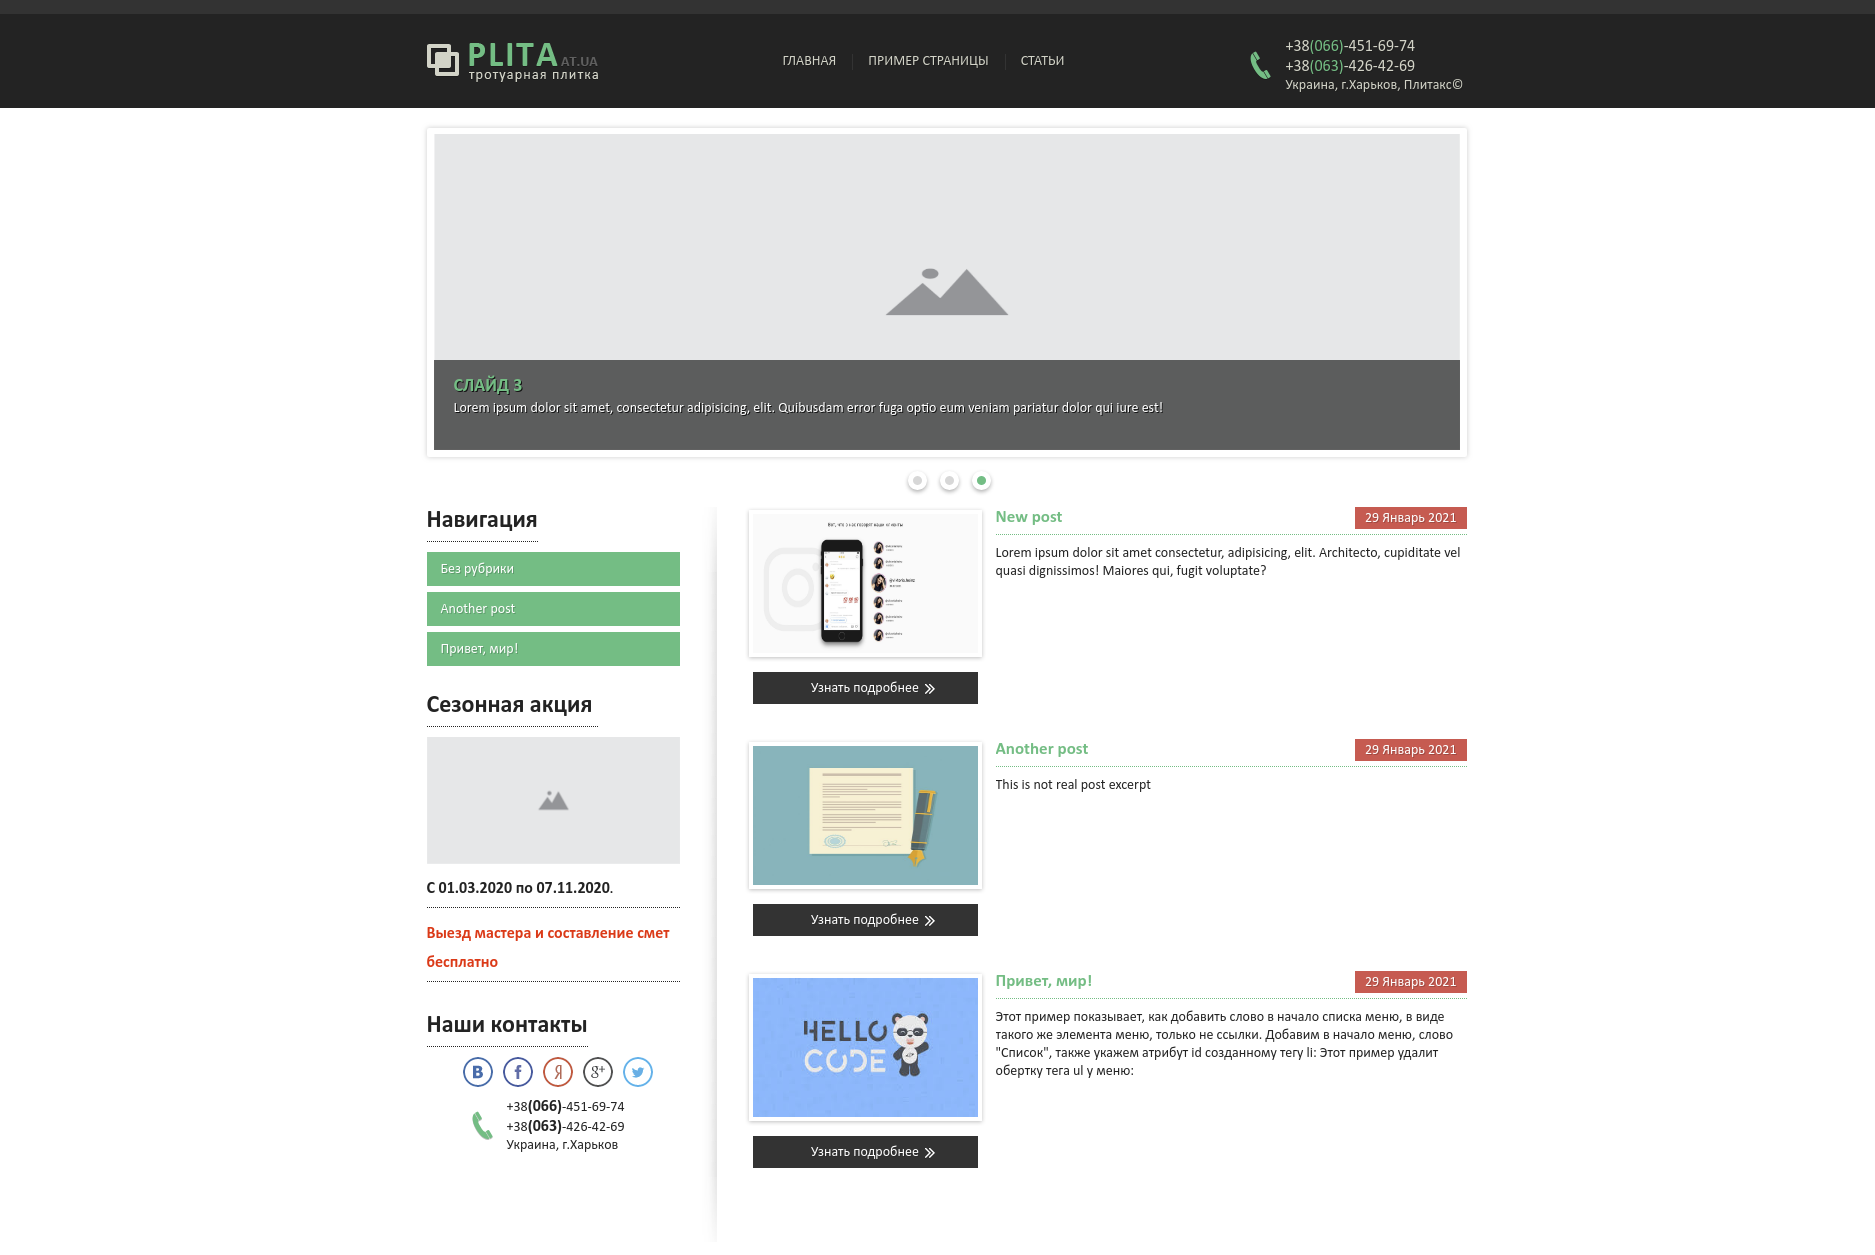 PLITA AT.UA
тротуарная плитка
ГЛАВНАЯ
ПРИМЕР СТРАНИЦЫ
СТАТЬИ
+38(066)-451-69-74
+38(063)-426-42-69
Украина, г.Харьков, Плитакс©
СЛАЙД 3
Lorem ipsum dolor sit amet, consectetur adipisicing, elit. Quibusdam error fuga optio eum veniam pariatur dolor qui iure est!
Навигация
Без рубрики
Another post
Привет, мир!
Сезонная акция
С 01.03.2020 по 07.11.2020.
Выезд мастера и составление смет
бесплатно
Наши контакты
+38(066)-451-69-74
+38(063)-426-42-69
Украина, г.Харьков
New post
29 Январь 2021
Lorem ipsum dolor sit amet consectetur, adipisicing, elit. Architecto, cupiditate vel
quasi dignissimos! Maiores qui, fugit voluptate?
Узнать подробнее
Another post
29 Январь 2021
This is not real post excerpt
Узнать подробнее
HELLO
CODE
Привет, мир!
29 Январь 2021
Этот пример показывает, как добавить слово в начало списка меню, в виде
такого же элемента меню, только не ссылки. Добавим в начало меню, слово
"Список", также укажем атрибут id созданному тегу li: Этот пример удалит
обертку тега ul у меню:
Узнать подробнее